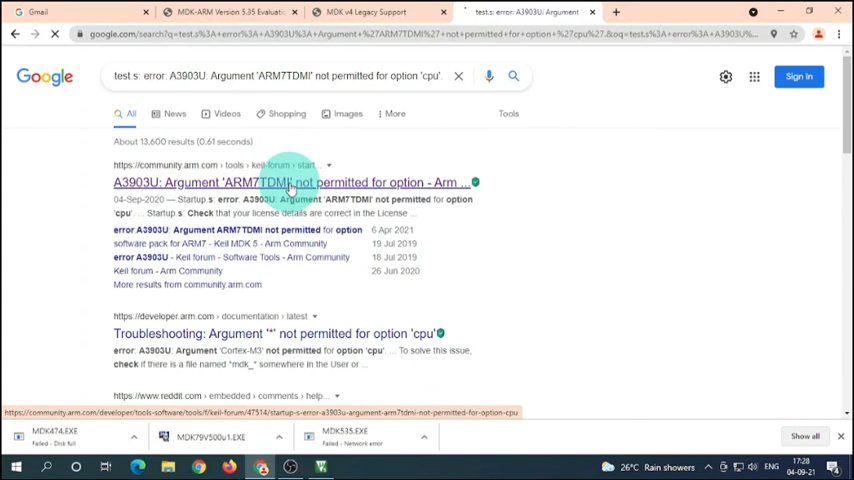 Gmail
MDK-ARM Version 5.35 Evaluati
MDK v4 Legacy Support
test.s: error: A3903U: Argument '
google.com/search?q=test.s%3A+error%3A+A3903U%3A+Argument+%27ARM7TDMI%27+not+permitted+for+option+%27cpu%27.&oq=test.s%3A+error%3A+A3903U%3A+Argument+%27ARM7TDMI%27+not+permitted+for+option+%...
Google
test.s: error: A3903U: Argument 'ARM7TDMI' not permitted for option 'cpu'.
Sign in
All
News
Videos
Shopping
Images
More
Tools
About 13,600 results (0.61 seconds)
https://community.arm.com › tools › keil-forum › start...
A3903U: Argument 'ARM7TDMI' not permitted for option - Arm ...
04-Sep-2020 — Startup.s: error: A3903U: Argument 'ARM7TDMI' not permitted for option
'cpu'. ... Startup.s: Check that your license details are correct in the License ...
error A3903U: Argument ARM7TDMI not permitted for option 6 Apr 2021
software pack for ARM7 - Keil MDK 5 - Arm Community 19 Jul 2019
error A3903U - Keil forum - Software Tools - Arm Community 18 Jul 2019
Keil forum - Arm Community 26 Jun 2020
More results from community.arm.com
https://developer.arm.com › documentation › latest
Troubleshooting: Argument '*' not permitted for option 'cpu'
error: A3903U: Argument 'Cortex-M3' not permitted for option 'cpu'. ... To solve this issue,
check if there is a file named *mdk_* somewhere in the User or ...
https://www.reddit.com › embedded › comments › help...
https://community.arm.com/developer/tools-software/tools/f/keil-forum/47514/startup-s-error-a3903u-argument-arm7tdmi-not-permitted-for-option-cpu
MDK474.EXE
Failed - Disk full
MDK79V500u1.EXE
MDK535.EXE
Failed - Network error
Show all
26°C Rain showers
ENG
17:28
04-09-21